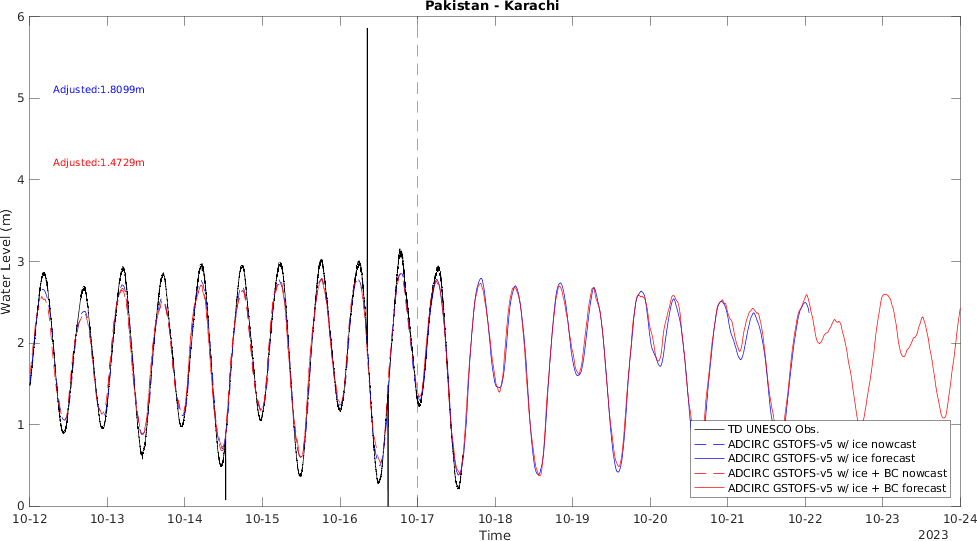 Pakistan - Karachi
6
5
4
3
2
1
0
Water Level (m)
Adjusted:1.8099m
Adjusted:1.4729m
TD UNESCO Obs.
ADCIRC GSTOFS-v5 w/ ice nowcast
ADCIRC GSTOFS-v5 w/ ice forecast
ADCIRC GSTOFS-v5 w/ ice + BC nowcast
ADCIRC GSTOFS-v5 w/ ice + BC forecast
10-12 10-13 10-14 10-15 10-16 10-17 10-18 10-19 10-20 10-21 10-22 10-23 10-24
Time
2023